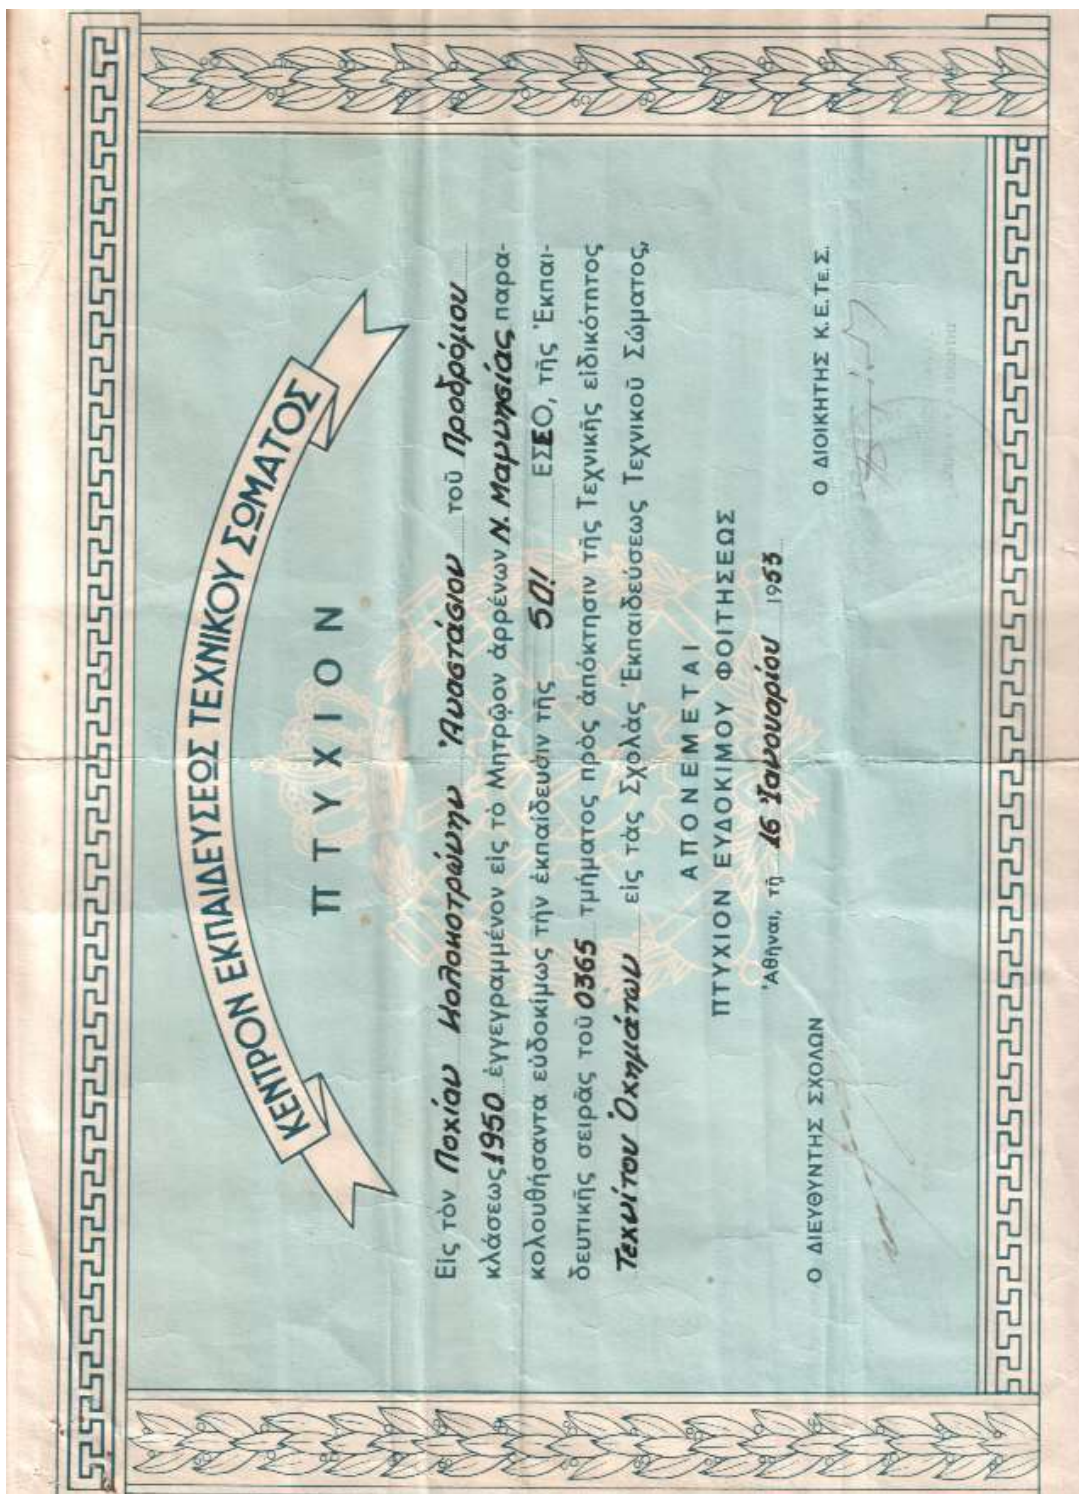 ΚΕΝΤΡΟΝ ΕΚΠΑΙΔΕΥΣΕΩΣ ΤΕΧΝΙΚΟΥ ΣΩΜΑΤΟΣ
ΠΤΥΧΙΟΝ
Εἰς τὸν Λοχίαν Κολοκοτρώνην Ἀναστάσιον τοῦ Προδρόμου
κλάσεως 1950 ἐγγεγραμμένον εἰς τὸ Μητρῷον ἀρρένων Ν. Μαγνησίας παρα-
κολουθήσαντα εὐδοκίμως τὴν ἐκπαίδευσιν τῆς 50! ΕΣΕΟ, τῆς Ἐκπαι-
δευτικῆς σειρᾶς τοῦ 0365 τμήματος πρὸς ἀπόκτησιν τῆς Τεχνικῆς εἰδικότητος
Τεχνίτου Ὀχημάτων εἰς τὰς Σχολὰς Ἐκπαιδεύσεως Τεχνικοῦ Σώματος,
ΑΠΟΝΕΜΕΤΑΙ
ΠΤΥΧΙΟΝ ΕΥΔΟΚΙΜΟΥ ΦΟΙΤΗΣΕΩΣ
Ἀθῆναι, τῇ 16 Ἰανουαρίου 1953
Ο ΔΙΕΥΘΥΝΤΗΣ ΣΧΟΛΩΝ
Ο ΔΙΟΙΚΗΤΗΣ Κ.Ε.Τε.Σ.